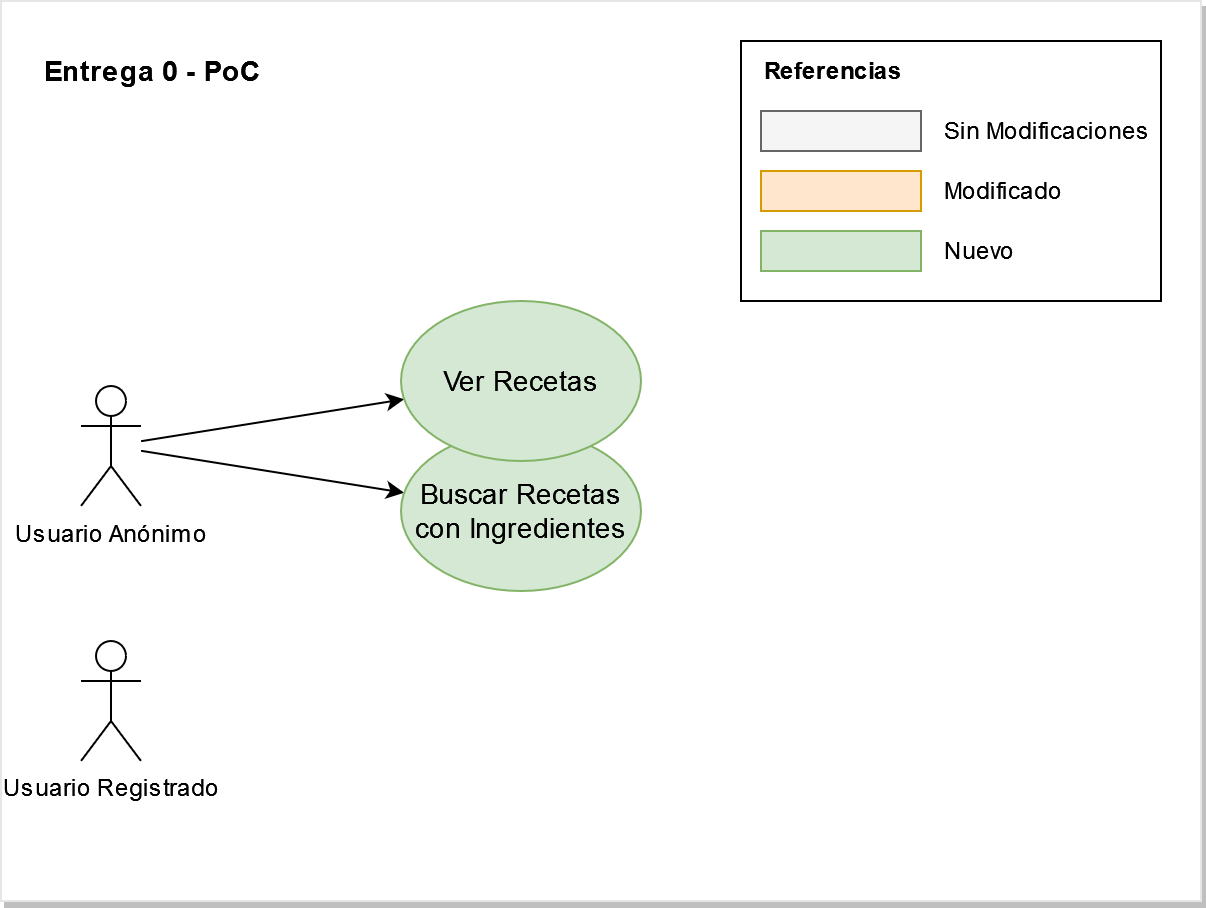 Entrega 0 - PoC
Referencias
Sin Modificaciones
Modificado
Nuevo
Ver Recetas
Buscar Recetas
con Ingredientes
Usuario Anónimo
Usuario Registrado